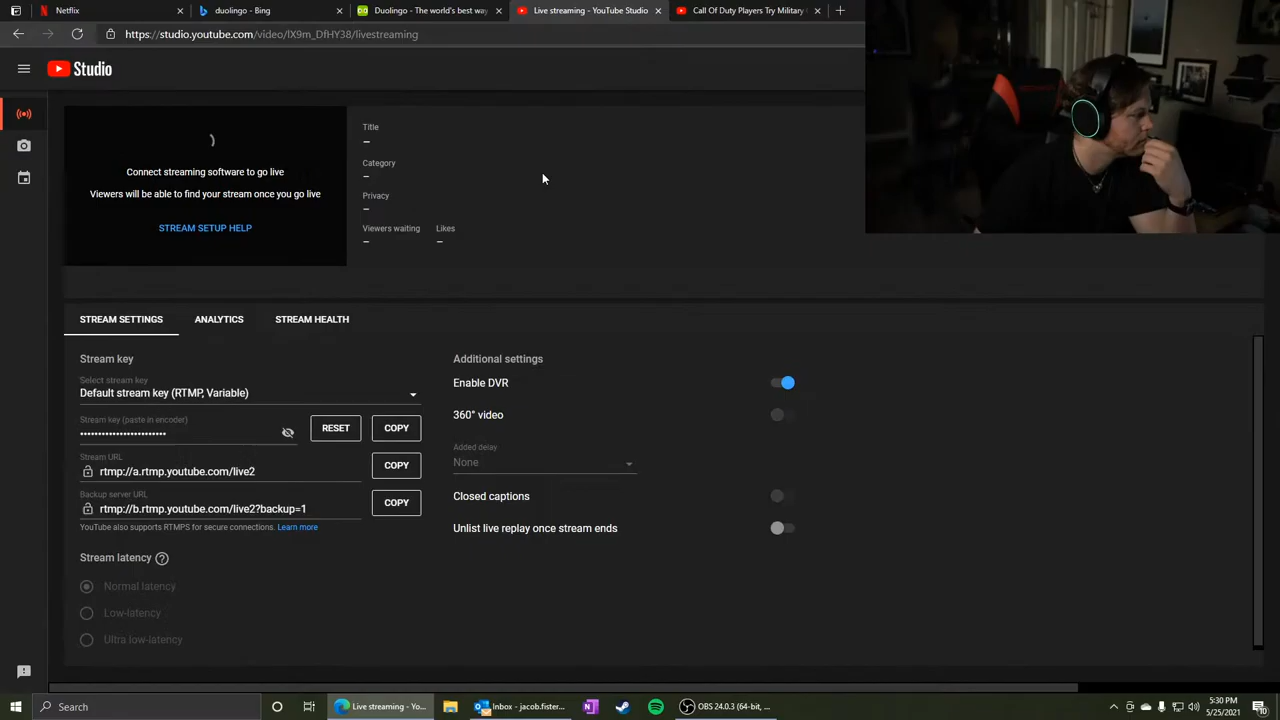 Netflix
duolingo - Bing
Duolingo - The world's best way
Live streaming - YouTube Studio
Call Of Duty Players Try Military
https://studio.youtube.com/video/lX9m_DfHY38/livestreaming
Studio
Connect streaming software to go live
Viewers will be able to find your stream once you go live
STREAM SETUP HELP
Title
–
Category
–
Privacy
–
Viewers waiting Likes
– –
STREAM SETTINGS ANALYTICS STREAM HEALTH
Stream key
Select stream key
Default stream key (RTMP, Variable)
Stream key (paste in encoder)
••••••••••••••••••••••••
RESET COPY
Stream URL
rtmp://a.rtmp.youtube.com/live2
COPY
Backup server URL
rtmp://b.rtmp.youtube.com/live2?backup=1
COPY
YouTube also supports RTMPS for secure connections. Learn more
Stream latency
Normal latency
Low-latency
Ultra low-latency
Additional settings
Enable DVR
360° video
Added delay
None
Closed captions
Unlist live replay once stream ends
Search
Live streaming - Yo...
Inbox - jacob.fister...
OBS 24.0.3 (64-bit, ...
5:30 PM
5/25/2021
10